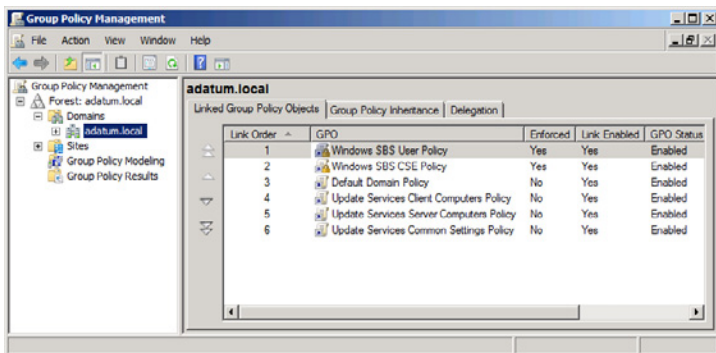 Group Policy Management
File Action View Window Help
Group Policy Management
Forest: adatum.local
Domains
adatum.local
Sites
Group Policy Modeling
Group Policy Results
adatum.local
Linked Group Policy Objects Group Policy Inheritance Delegation
Link Order GPO Enforced Link Enabled GPO Status
1 Windows SBS User Policy Yes Yes Enabled
2 Windows SBS CSE Policy Yes Yes Enabled
3 Default Domain Policy No Yes Enabled
4 Update Services Client Computers Policy No Yes Enabled
5 Update Services Server Computers Policy No Yes Enabled
6 Update Services Common Settings Policy No Yes Enabled